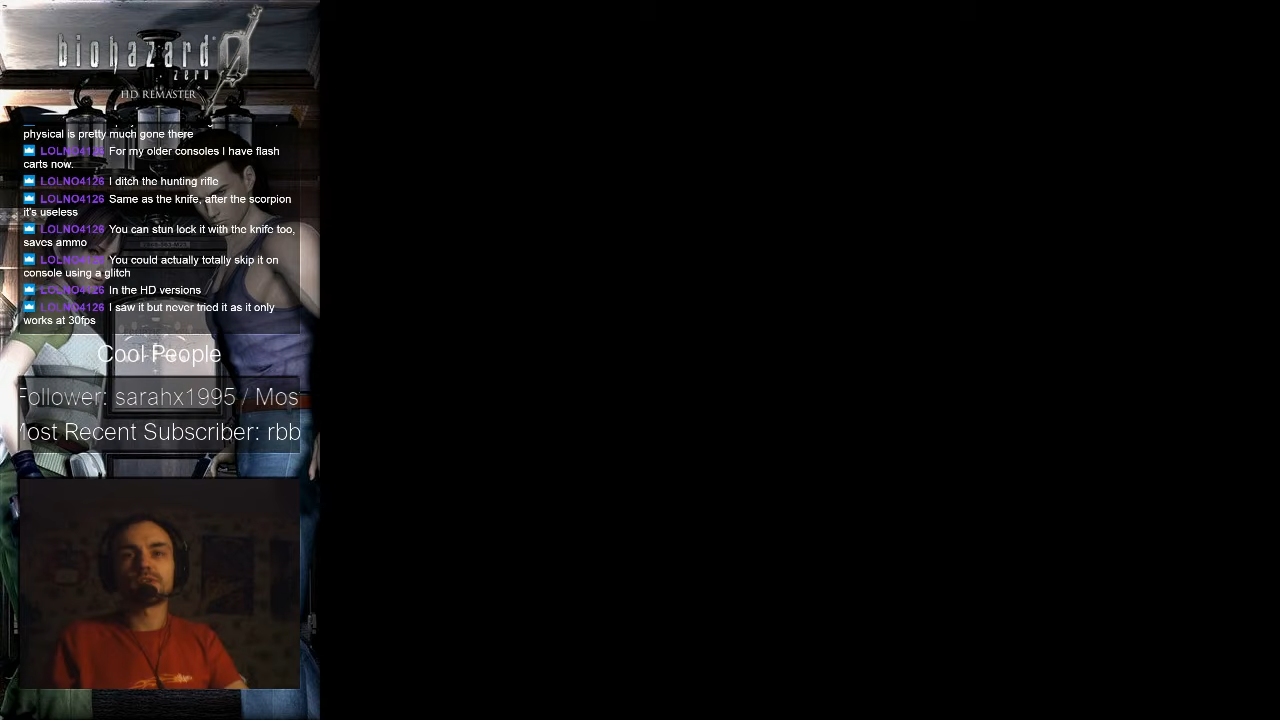 biohazard 0
zero
HD REMASTER
physical is pretty much gone there
LOLNO4126 For my older consoles I have flash
carts now.
LOLNO4126 I ditch the hunting rifle
LOLNO4126 Same as the knife, after the scorpion
it's useless
LOLNO4126 You can stun lock it with the knife too,
saves ammo
LOLNO4126 You could actually totally skip it on
console using a glitch
LOLNO4126 In the HD versions
LOLNO4126 I saw it but never tried it as it only
works at 30fps
Cool People
Follower: sarahx1995 / Mos
Most Recent Subscriber: rbb